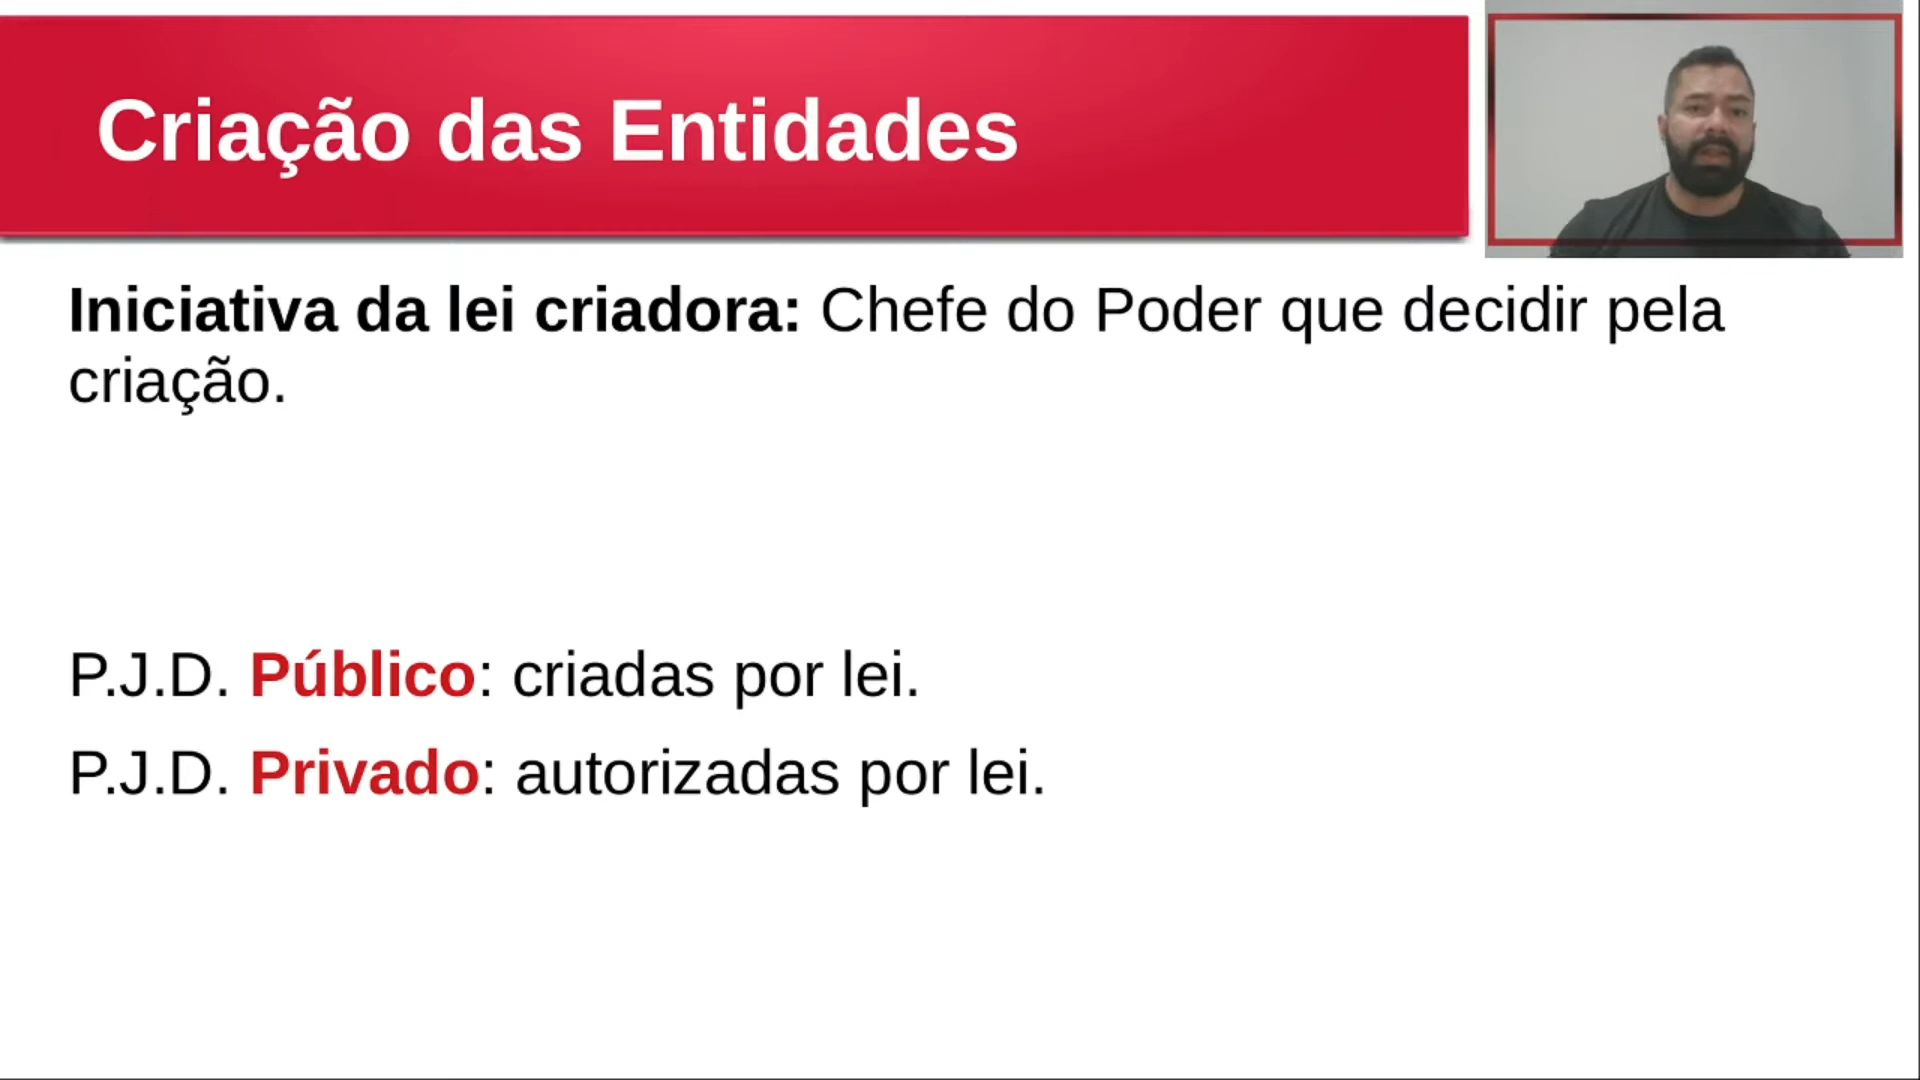 Criação das Entidades
Iniciativa da lei criadora: Chefe do Poder que decidir pela
criação.
P.J.D. Público: criadas por lei.
P.J.D. Privado: autorizadas por lei.